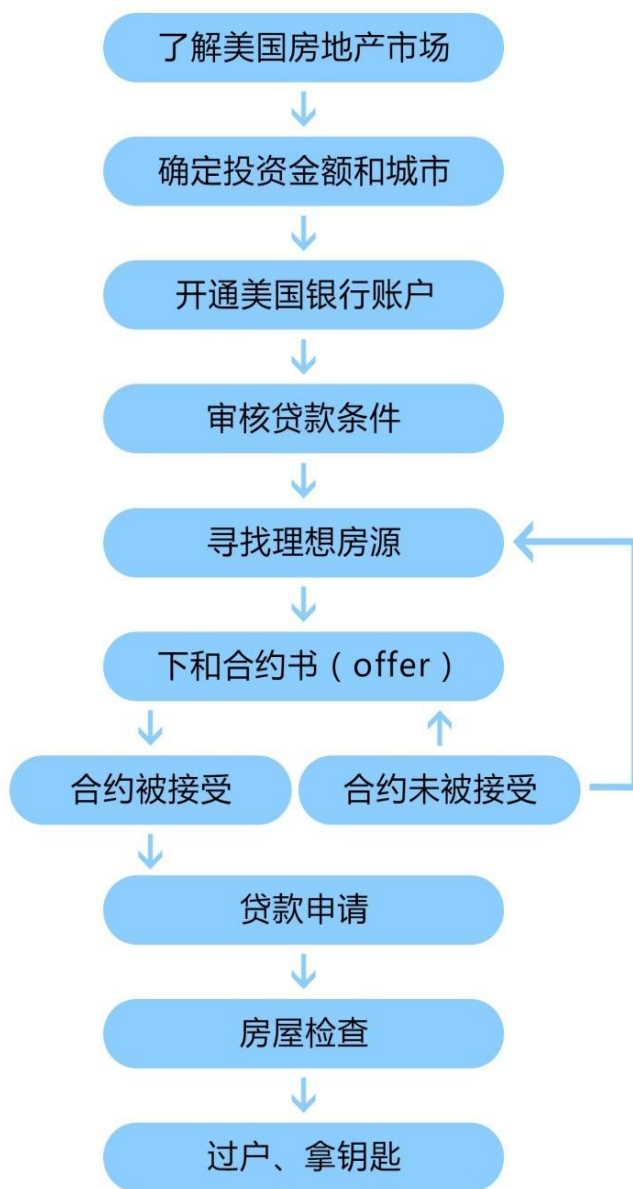 了解美国房地产市场
确定投资金额和城市
开通美国银行账户
审核贷款条件
寻找理想房源
下和合约书（offer）
合约被接受
合约未被接受
贷款申请
房屋检查
过户、拿钥匙